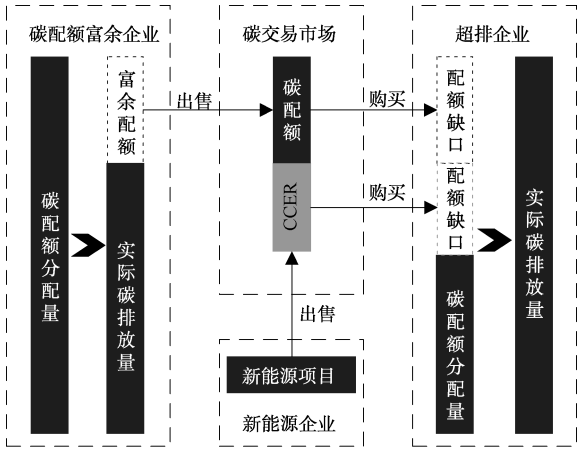 碳配额富余企业
碳配额分配量
富余配额
实际碳排放量
出售
碳交易市场
碳配额
CCER
购买
购买
出售
新能源项目
新能源企业
超排企业
配额缺口
配额缺口
碳配额分配量
实际碳排放量